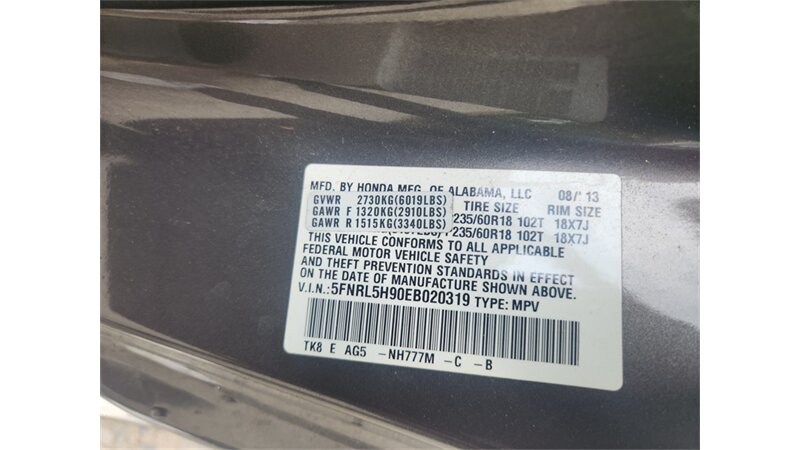 MFD. BY HONDA MFG. OF ALABAMA, LLC 08/'13
TIRE SIZE RIM SIZE
GVWR 2730KG(6019LBS)
GAWR F 1320KG(2910LBS) 235/60R18 102T 18X7J
GAWR R 1515KG(3340LBS) 235/60R18 102T 18X7J
THIS VEHICLE CONFORMS TO ALL APPLICABLE
FEDERAL MOTOR VEHICLE SAFETY
AND THEFT PREVENTION STANDARDS IN EFFECT
ON THE DATE OF MANUFACTURE SHOWN ABOVE.
V.I.N.: 5FNRL5H90EB020319 TYPE: MPV
TK8 E AG5 -NH777M -C -B